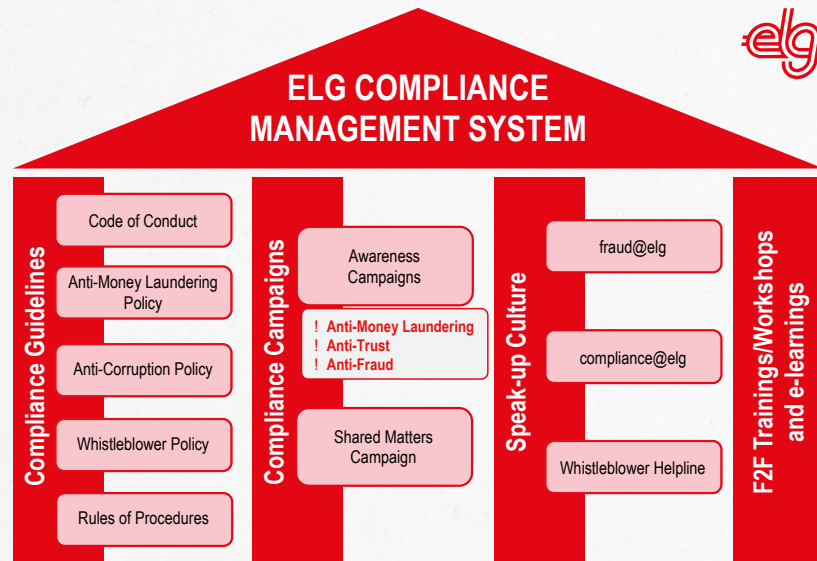 elg
ELG COMPLIANCE
MANAGEMENT SYSTEM
Compliance Guidelines
Code of Conduct
Anti-Money Laundering
Policy
Anti-Corruption Policy
Whistleblower Policy
Rules of Procedures
Compliance Campaigns
Awareness
Campaigns
! Anti-Money Laundering
! Anti-Trust
! Anti-Fraud
Shared Matters
Campaign
Speak-up Culture
fraud@elg
compliance@elg
Whistleblower Helpline
F2F Trainings/Workshops
and e-learnings